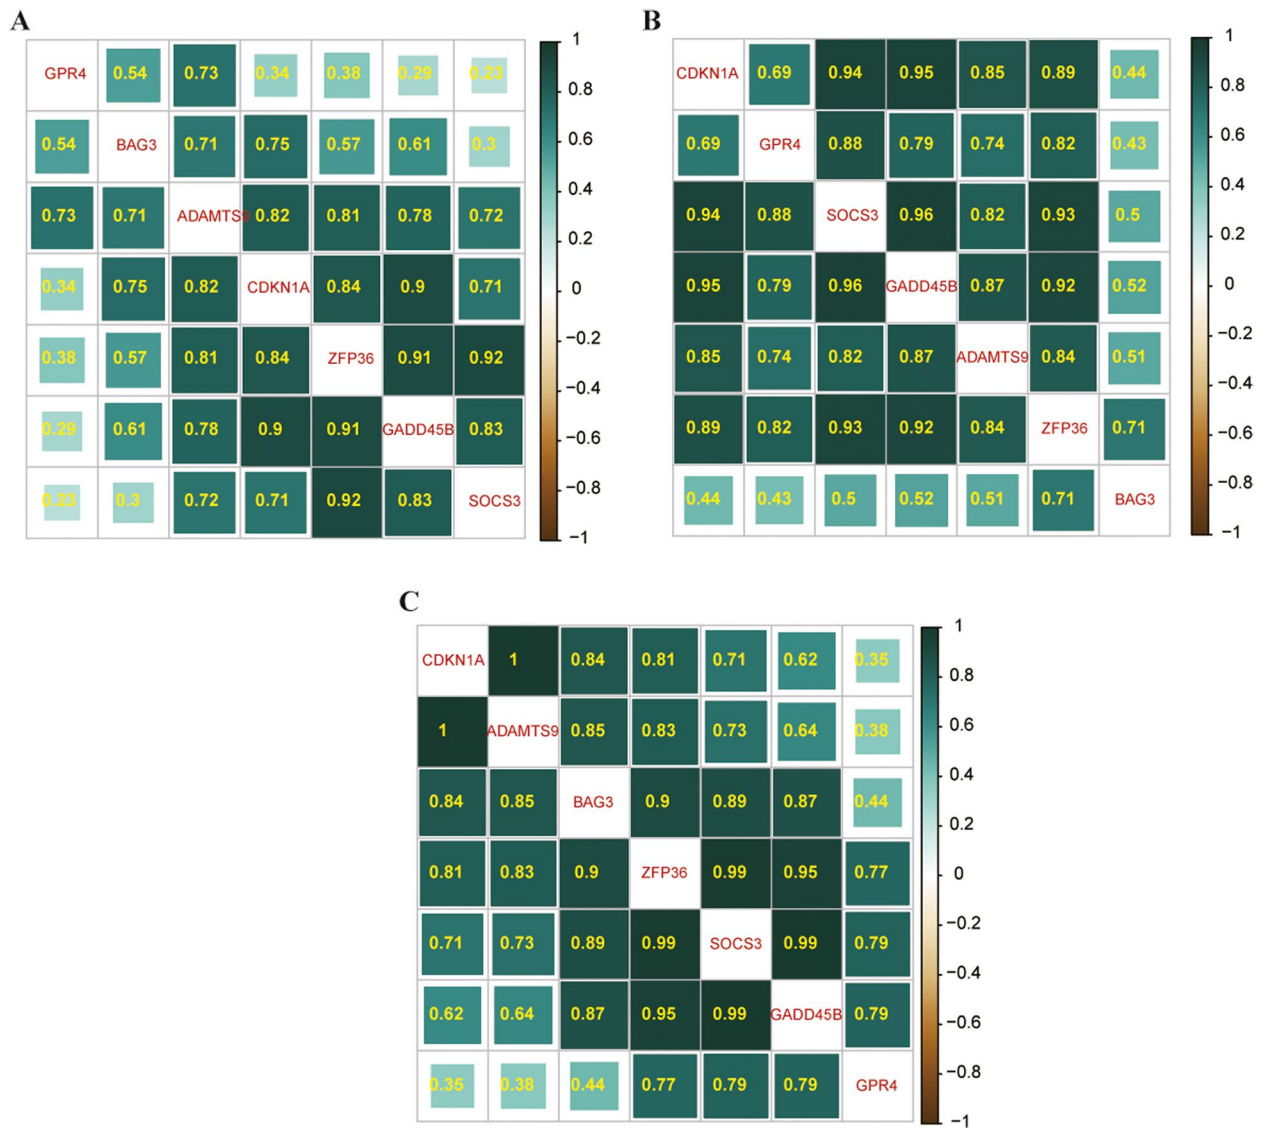 A
GPR4 0.54 0.73 0.34 0.38 0.29 0.23
0.54 BAG3 0.71 0.75 0.57 0.61 0.3
0.73 0.71 ADAMTS9 0.82 0.81 0.78 0.72
0.34 0.75 0.82 CDKN1A 0.84 0.9 0.71
0.38 0.57 0.81 0.84 ZFP36 0.91 0.92
0.29 0.61 0.78 0.9 0.91 GADD45B 0.83
0.23 0.3 0.72 0.71 0.92 0.83 SOCS3
1
0.8
0.6
0.4
0.2
0
−0.2
−0.4
−0.6
−0.8
−1
B
CDKN1A 0.69 0.94 0.95 0.85 0.89 0.44
0.69 GPR4 0.88 0.79 0.74 0.82 0.43
0.94 0.88 SOCS3 0.96 0.82 0.93 0.5
0.95 0.79 0.96 GADD45B 0.87 0.92 0.52
0.85 0.74 0.82 0.87 ADAMTS9 0.84 0.51
0.89 0.82 0.93 0.92 0.84 ZFP36 0.71
0.44 0.43 0.5 0.52 0.51 0.71 BAG3
1
0.8
0.6
0.4
0.2
0
−0.2
−0.4
−0.6
−0.8
−1
C
CDKN1A 1 0.84 0.81 0.71 0.62 0.35
1 ADAMTS9 0.85 0.83 0.73 0.64 0.38
0.84 0.85 BAG3 0.9 0.89 0.87 0.44
0.81 0.83 0.9 ZFP36 0.99 0.95 0.77
0.71 0.73 0.89 0.99 SOCS3 0.99 0.79
0.62 0.64 0.87 0.95 0.99 GADD45B 0.79
0.35 0.38 0.44 0.77 0.79 0.79 GPR4
1
0.8
0.6
0.4
0.2
0
−0.2
−0.4
−0.6
−0.8
−1